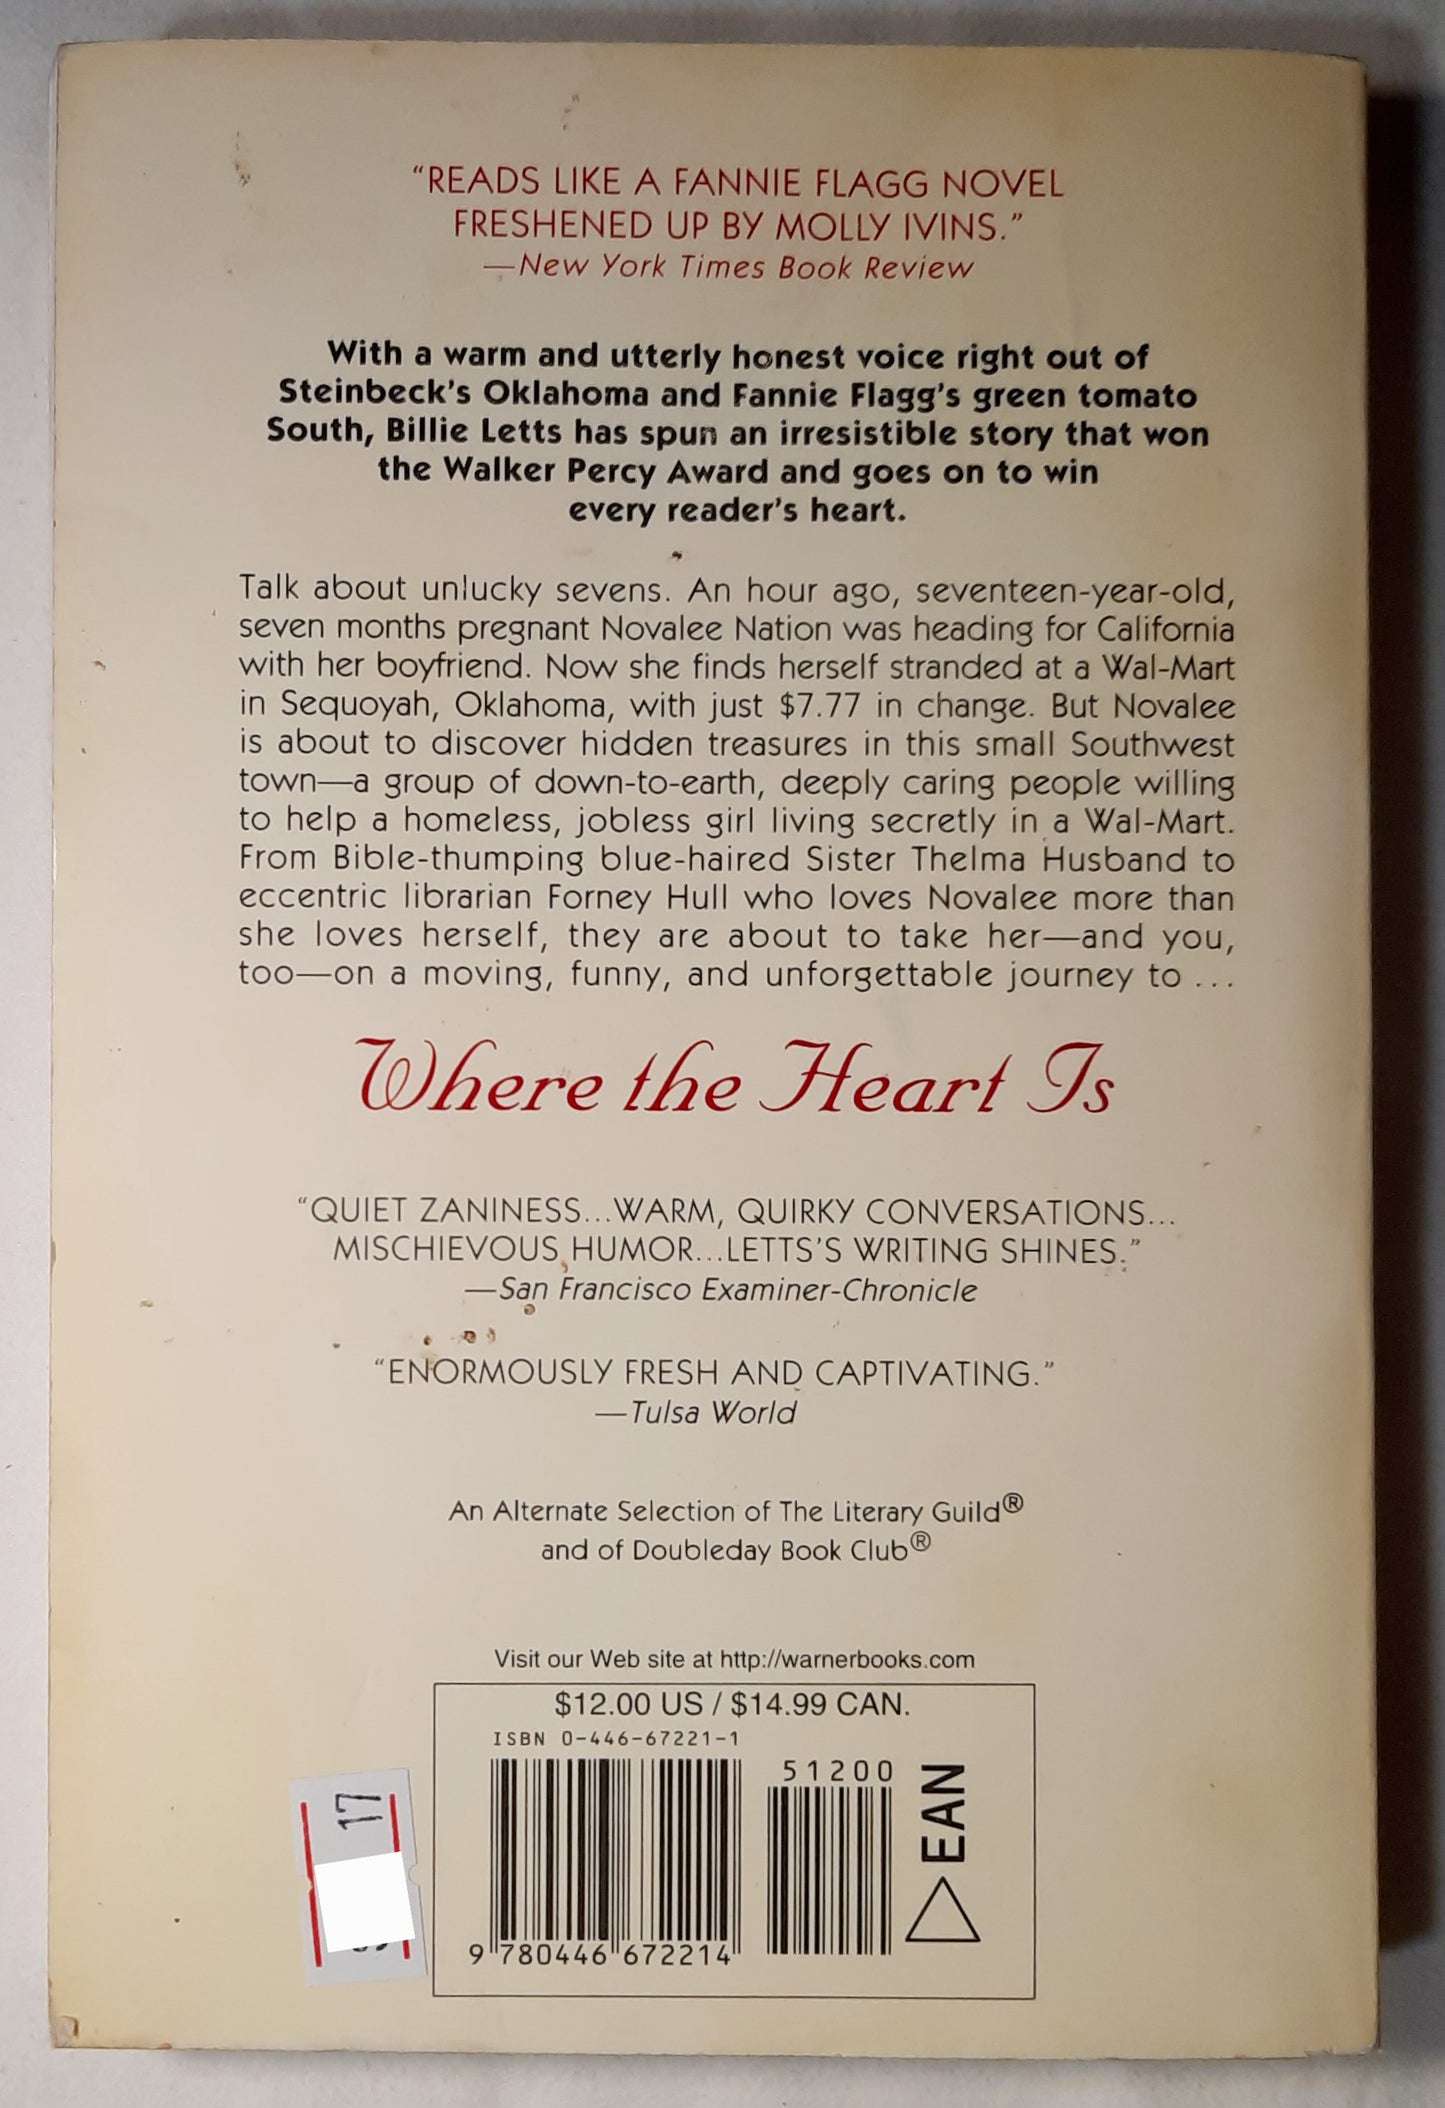 “READS LIKE A FANNIE FLAGG NOVEL
FRESHENED UP BY MOLLY IVINS.”
—New York Times Book Review
With a warm and utterly honest voice right out of
Steinbeck's Oklahoma and Fannie Flagg's green tomato
South, Billie Letts has spun an irresistible story that won
the Walker Percy Award and goes on to win
every reader's heart.
Talk about unlucky sevens. An hour ago, seventeen-year-old,
seven months pregnant Novalee Nation was heading for California
with her boyfriend. Now she finds herself stranded at a Wal-Mart
in Sequoyah, Oklahoma, with just $7.77 in change. But Novalee
is about to discover hidden treasures in this small Southwest
town—a group of down-to-earth, deeply caring people willing
to help a homeless, jobless girl living secretly in a Wal-Mart.
From Bible-thumping blue-haired Sister Thelma Husband to
eccentric librarian Forney Hull who loves Novalee more than
she loves herself, they are about to take her—and you,
too—on a moving, funny, and unforgettable journey to ...
Where the Heart Is
“QUIET ZANINESS...WARM, QUIRKY CONVERSATIONS...
MISCHIEVOUS HUMOR...LETTS'S WRITING SHINES.”
—San Francisco Examiner-Chronicle
“ENORMOUSLY FRESH AND CAPTIVATING.”
—Tulsa World
An Alternate Selection of The Literary Guild®
and of Doubleday Book Club®
Visit our Web site at http://warnerbooks.com
$12.00 US / $14.99 CAN.
ISBN 0-446-67221-1
51200
EAN
9 780446 672214
17